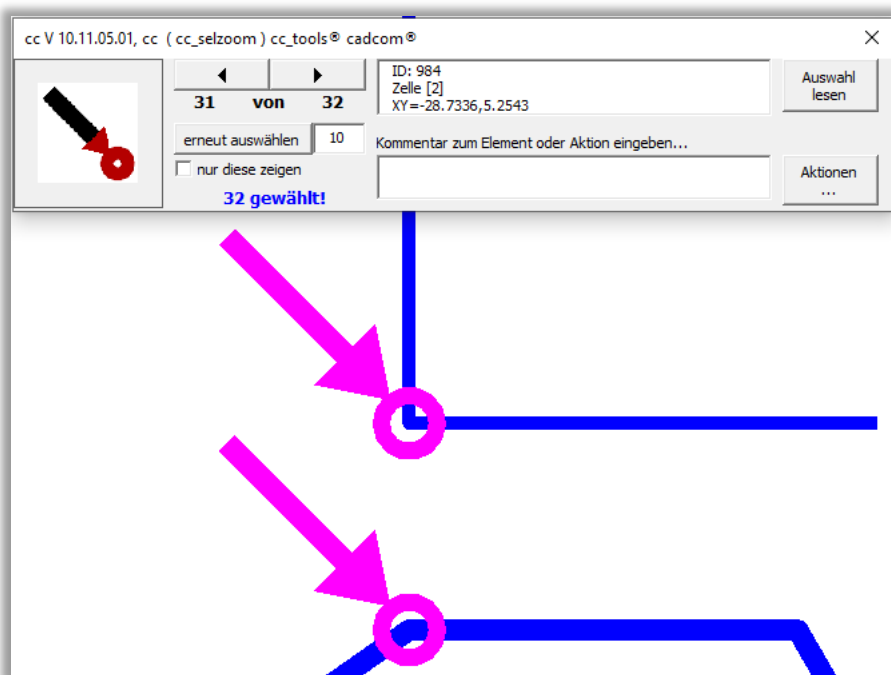 cc V 10.11.05.01, cc ( cc_selzoom ) cc_tools® cadcom®
31 von 32
erneut auswählen 10
nur diese zeigen
32 gewählt!
ID: 984
Zelle [2]
XY=-28.7336,5.2543
Kommentar zum Element oder Aktion eingeben...
Auswahl
lesen
Aktionen
...